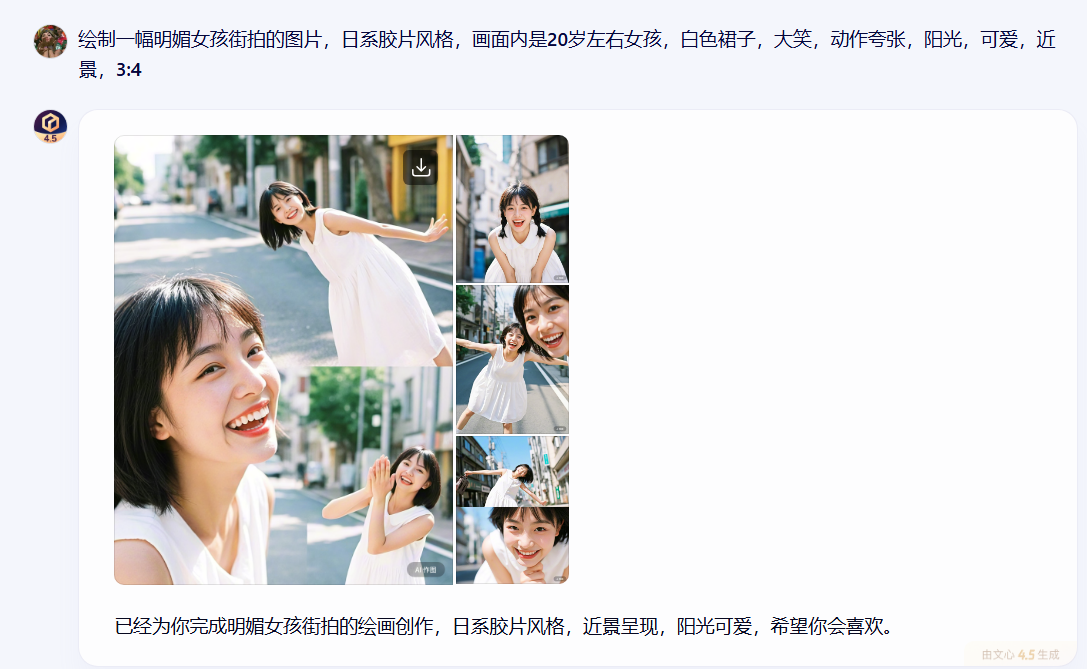 绘制一幅明媚女孩街拍的图片，日系胶片风格，画面内是20岁左右女孩，白色裙子，大笑，动作夸张，阳光，可爱，近
景，3:4
4.5
AI 作图
已经为你完成明媚女孩街拍的绘画创作，日系胶片风格，近景呈现，阳光可爱，希望你会喜欢。
由文心 4.5 生成